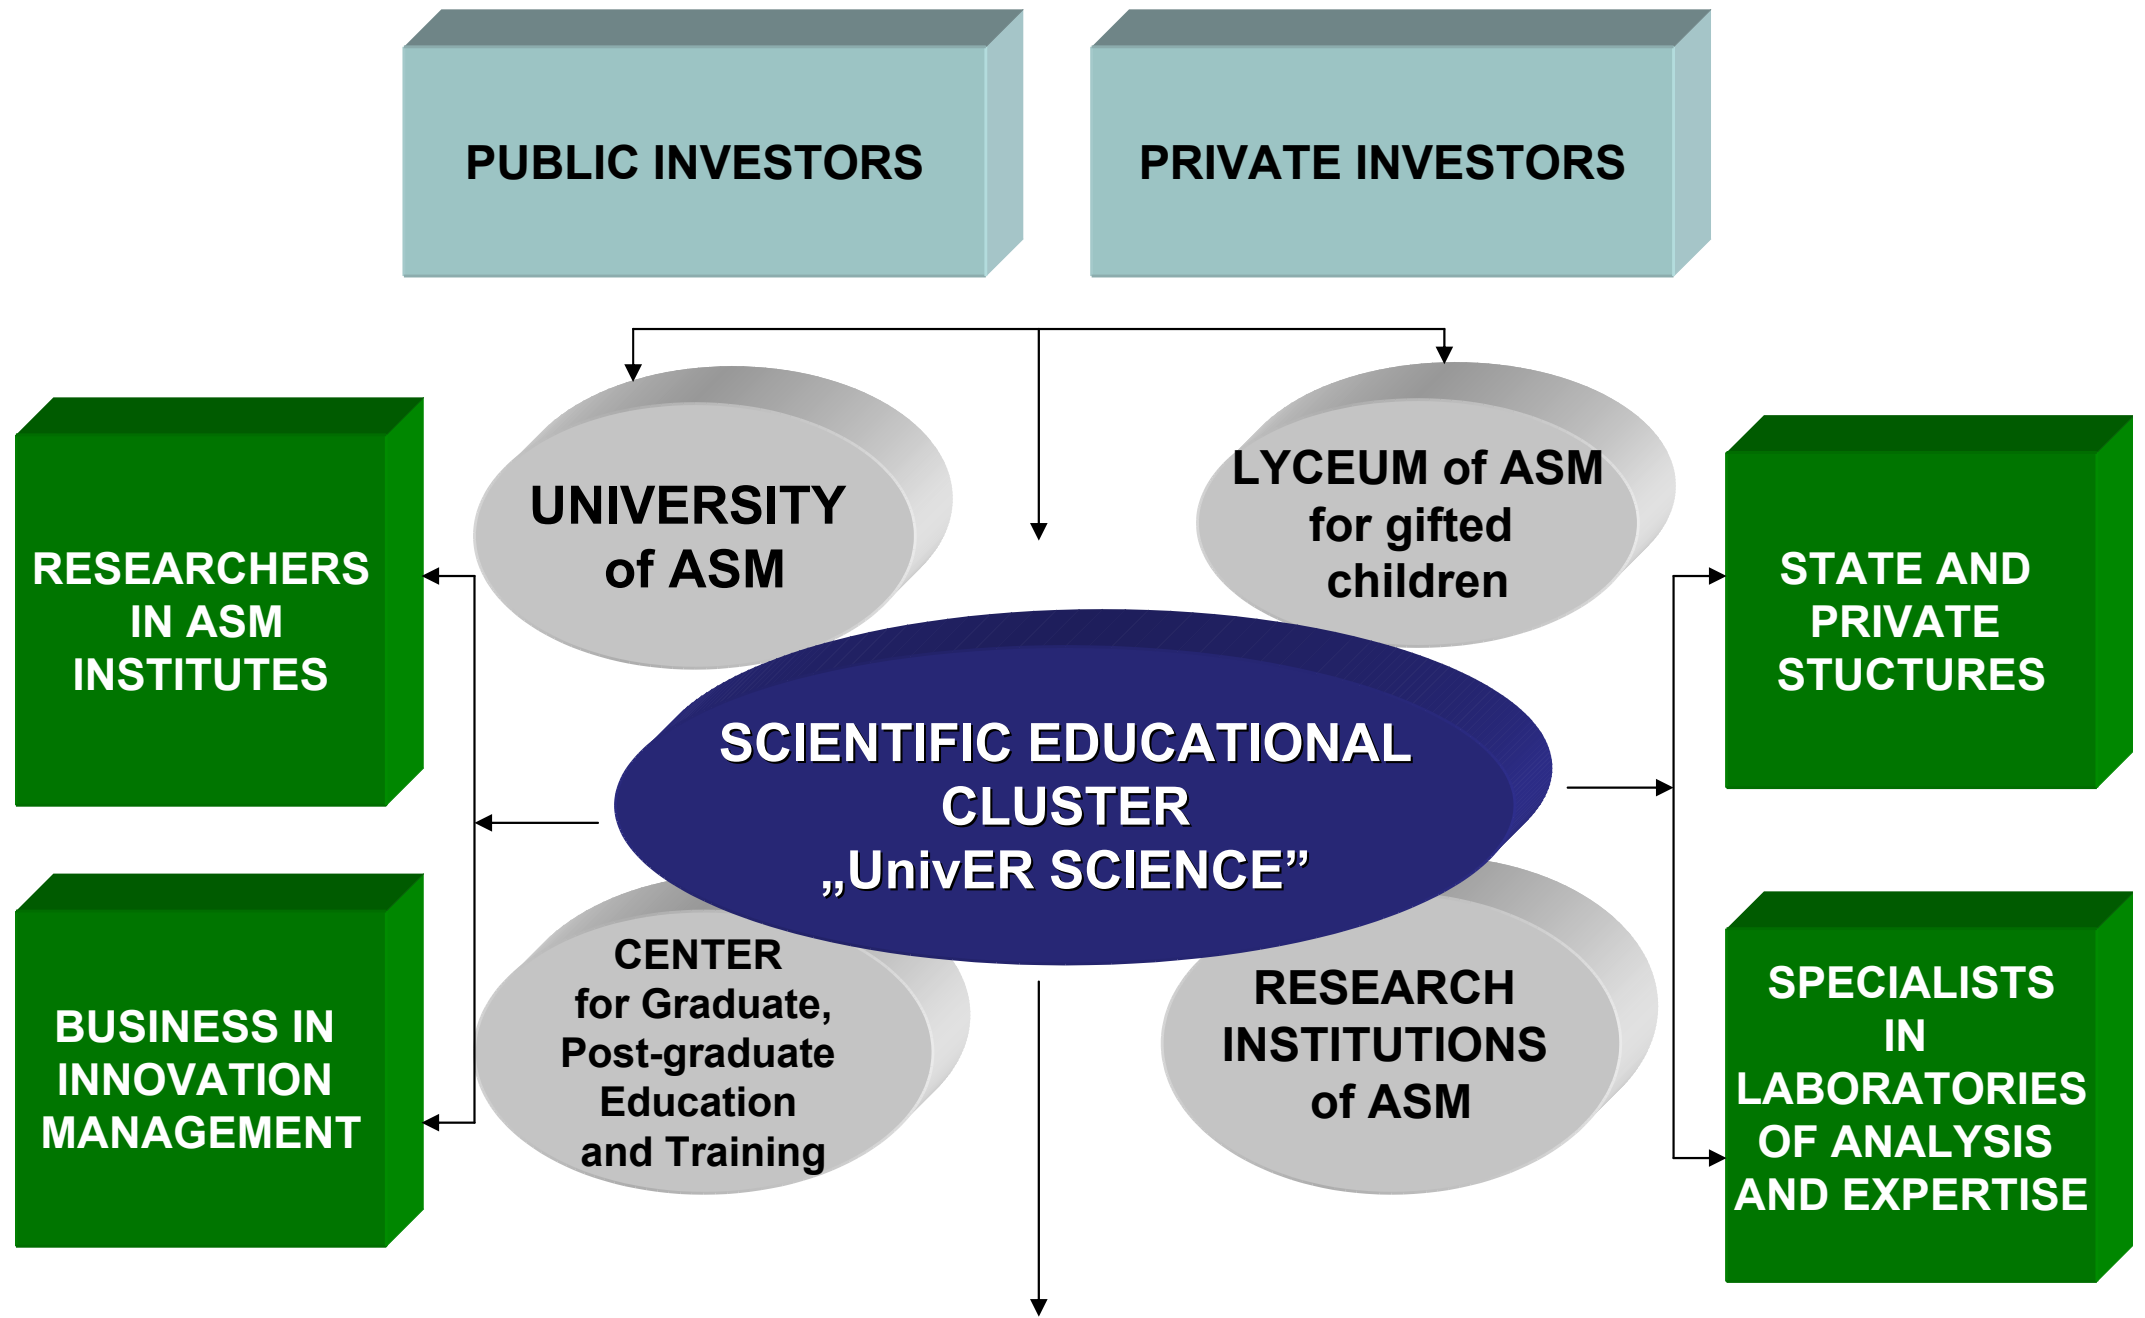 PUBLIC INVESTORS
PRIVATE INVESTORS
UNIVERSITY
of ASM
LYCEUM of ASM
for gifted
children
RESEARCHERS
IN ASM
INSTITUTES
STATE AND
PRIVATE
STUCTURES
SCIENTIFIC EDUCATIONAL
CLUSTER
„UnivER SCIENCE”
BUSINESS IN
INNOVATION
MANAGEMENT
CENTER
for Graduate,
Post-graduate
Education
and Training
RESEARCH
INSTITUTIONS
of ASM
SPECIALISTS
IN
LABORATORIES
OF ANALYSIS
AND EXPERTISE